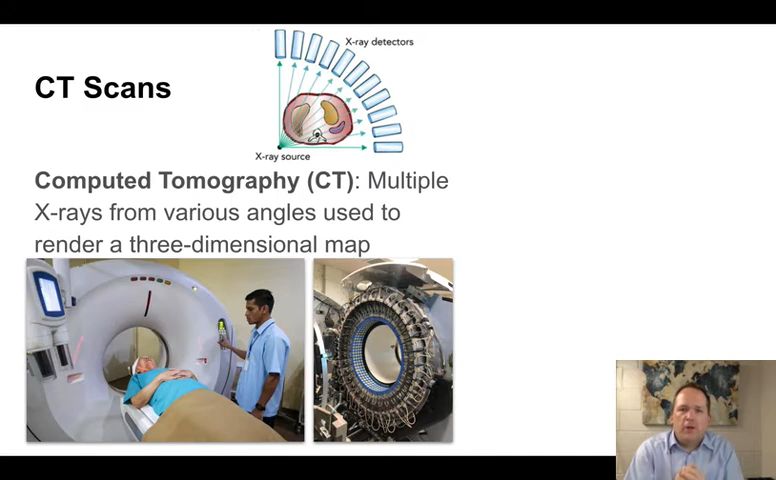 X-ray detectors
CT Scans
X-ray source
Computed Tomography (CT): Multiple
X-rays from various angles used to
render a three-dimensional map